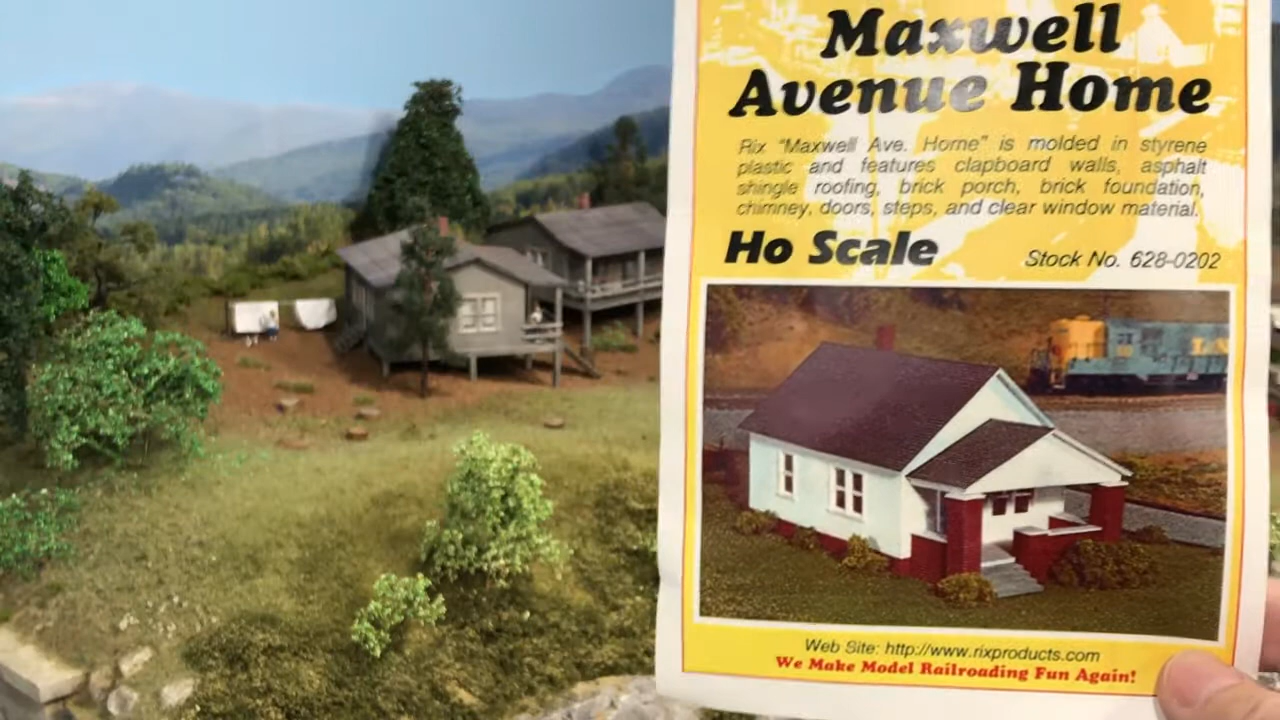 Maxwell
Avenue Home
Rix "Maxwell Ave. Home" is molded in styrene
plastic and features clapboard walls, asphalt
shingle roofing, brick porch, brick foundation,
chimney, doors, steps, and clear window material.
Ho Scale
Stock No. 628-0202
L&N
Web Site: http://www.rixproducts.com
We Make Model Railroading Fun Again!